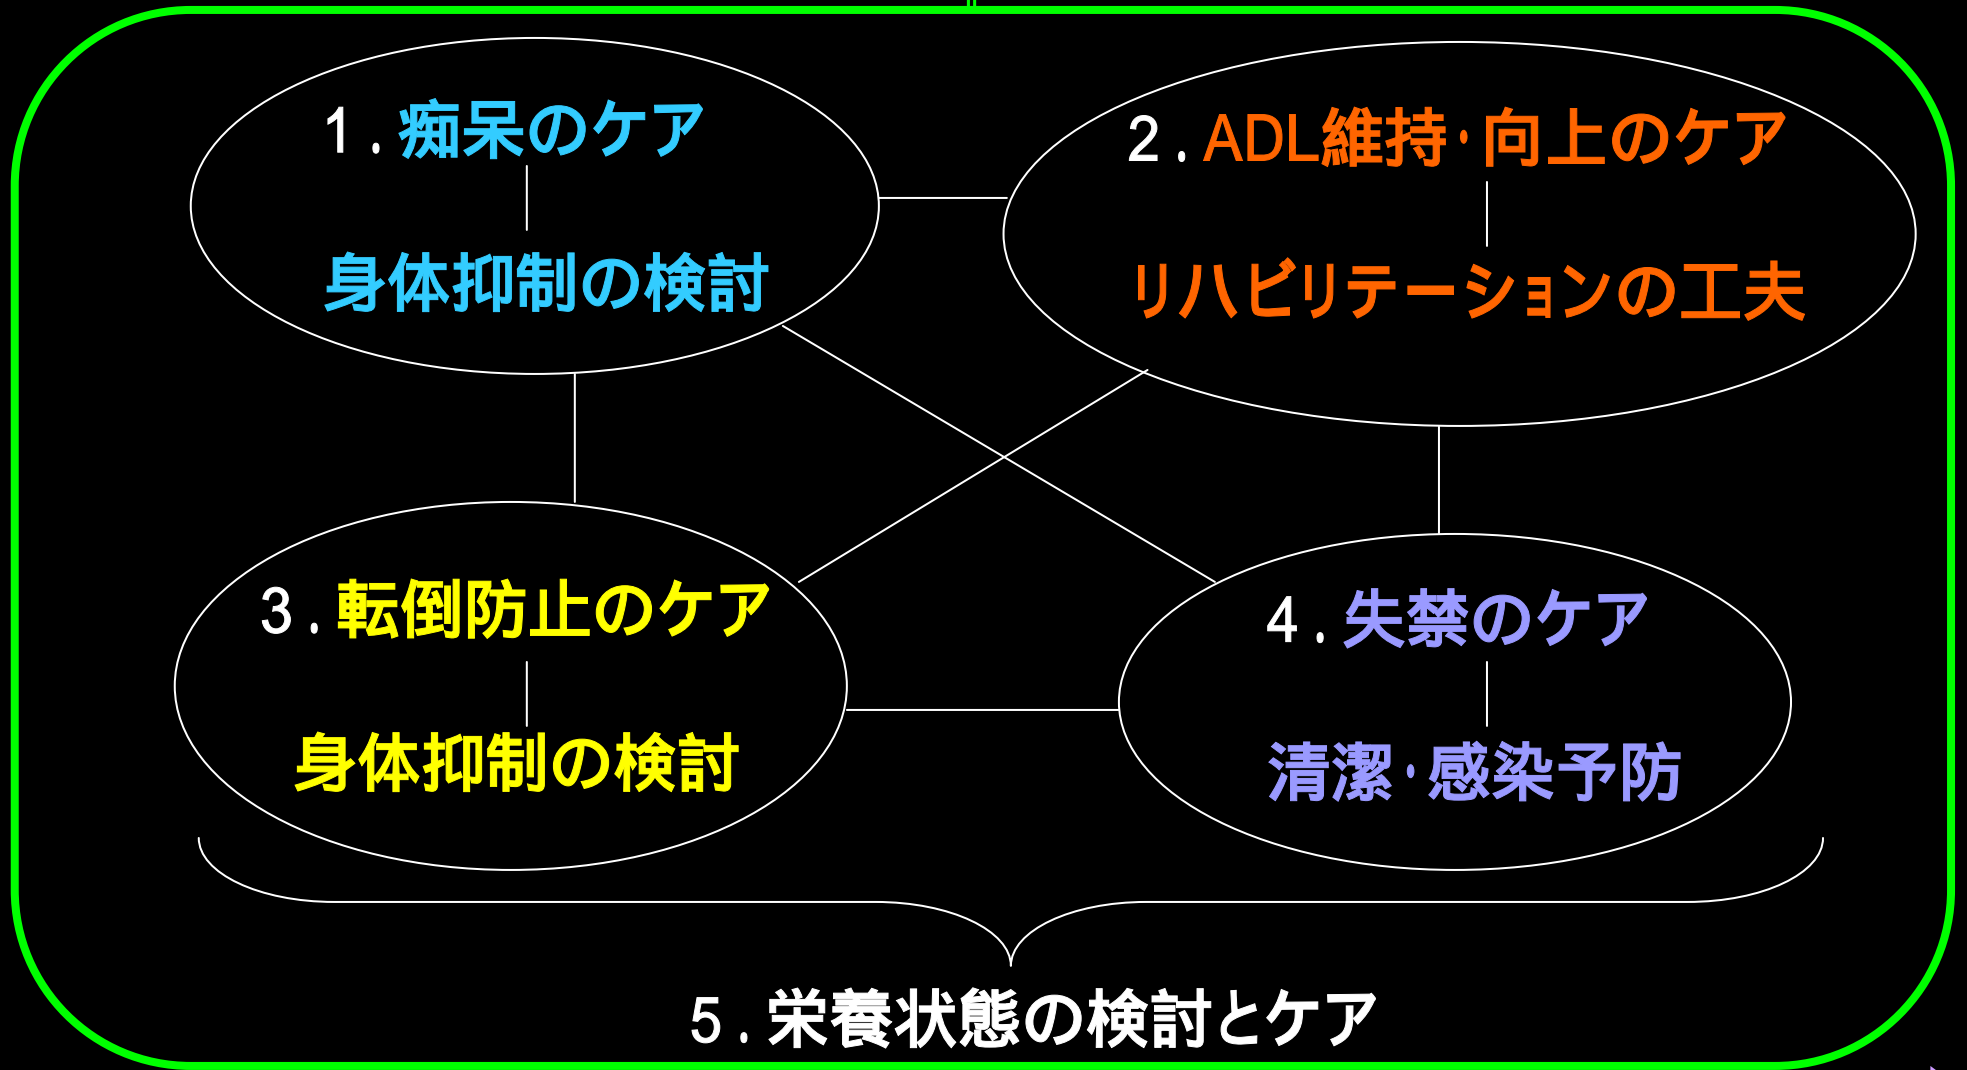 1.痴呆のケア
身体抑制の検討
2.ADL維持･向上のケア
リハビリテーションの工夫
3.転倒防止のケア
身体抑制の検討
4.失禁のケア
清潔･感染予防
5.栄養状態の検討とケア